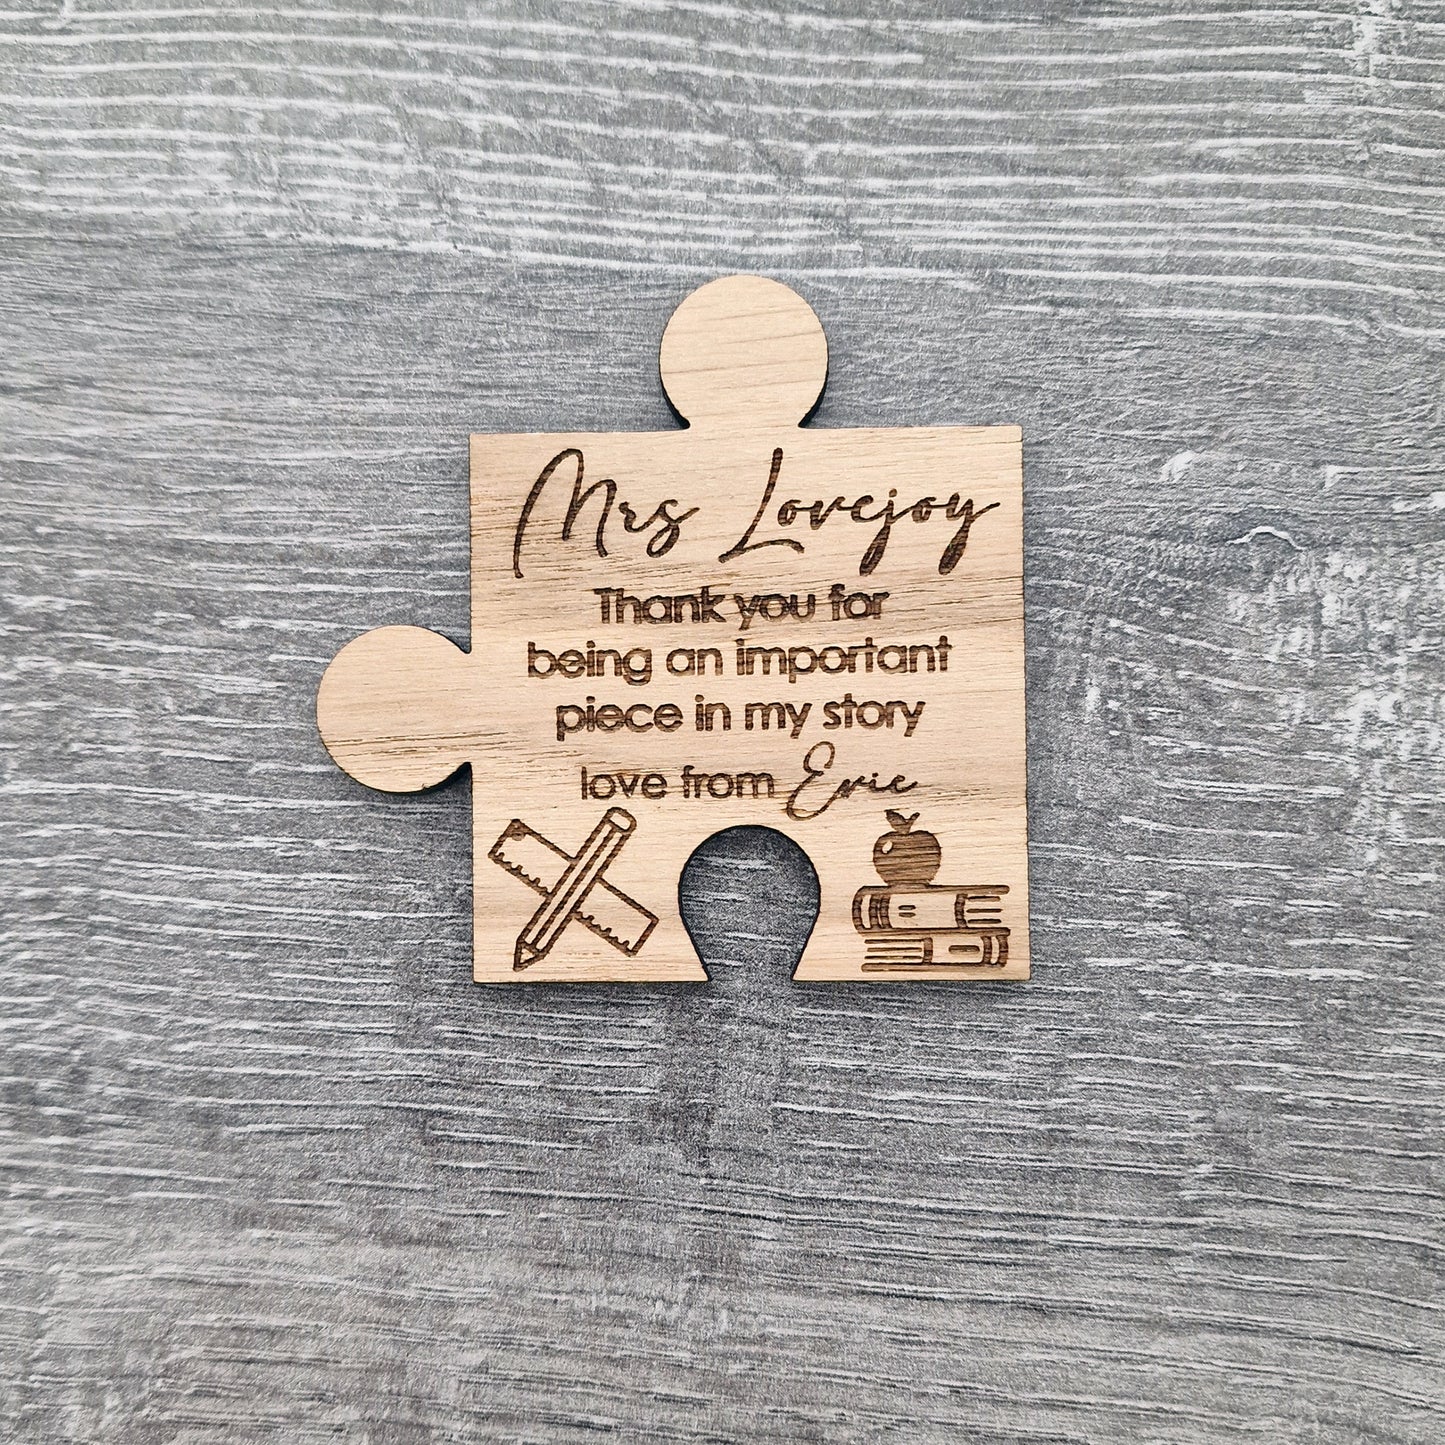 Mrs Lovejoy
Thank you for
being an important
piece in my story
love from Evie